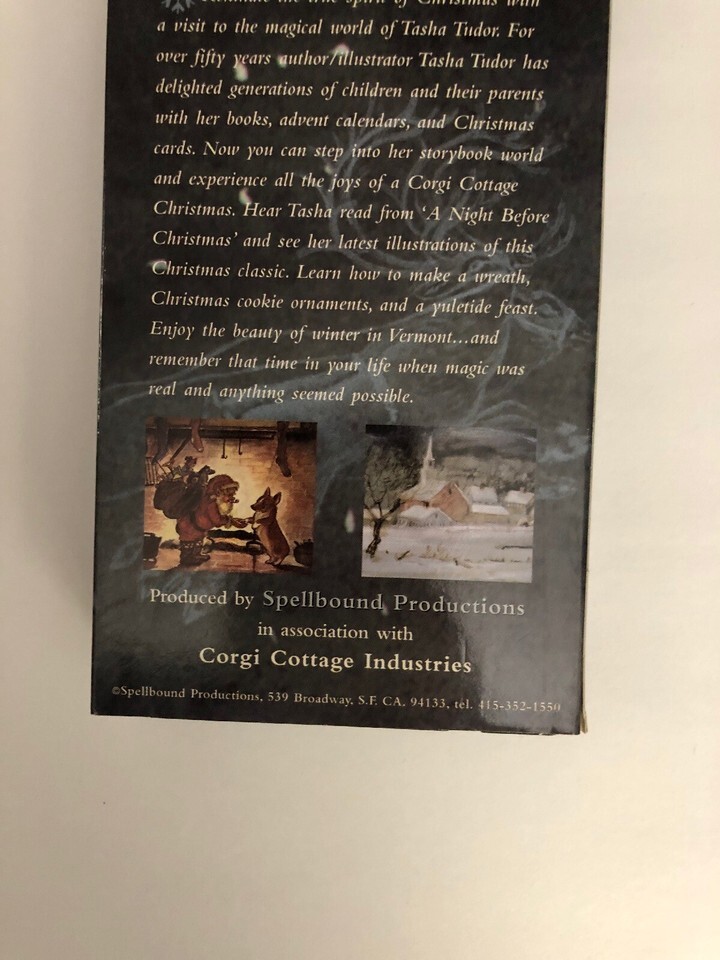 the true spirit of Christmas with
a visit to the magical world of Tasha Tudor. For
over fifty years author/illustrator Tasha Tudor has
delighted generations of children and their parents
with her books, advent calendars, and Christmas
cards. Now you can step into her storybook world
and experience all the joys of a Corgi Cottage
Christmas. Hear Tasha read from ‘A Night Before
Christmas’ and see her latest illustrations of this
Christmas classic. Learn how to make a wreath,
Christmas cookie ornaments, and a yuletide feast.
Enjoy the beauty of winter in Vermont...and
remember that time in your life when magic was
real and anything seemed possible.
Produced by Spellbound Productions
in association with
Corgi Cottage Industries
©Spellbound Productions, 539 Broadway, S.F. CA. 94133, tel. 415-352-1550